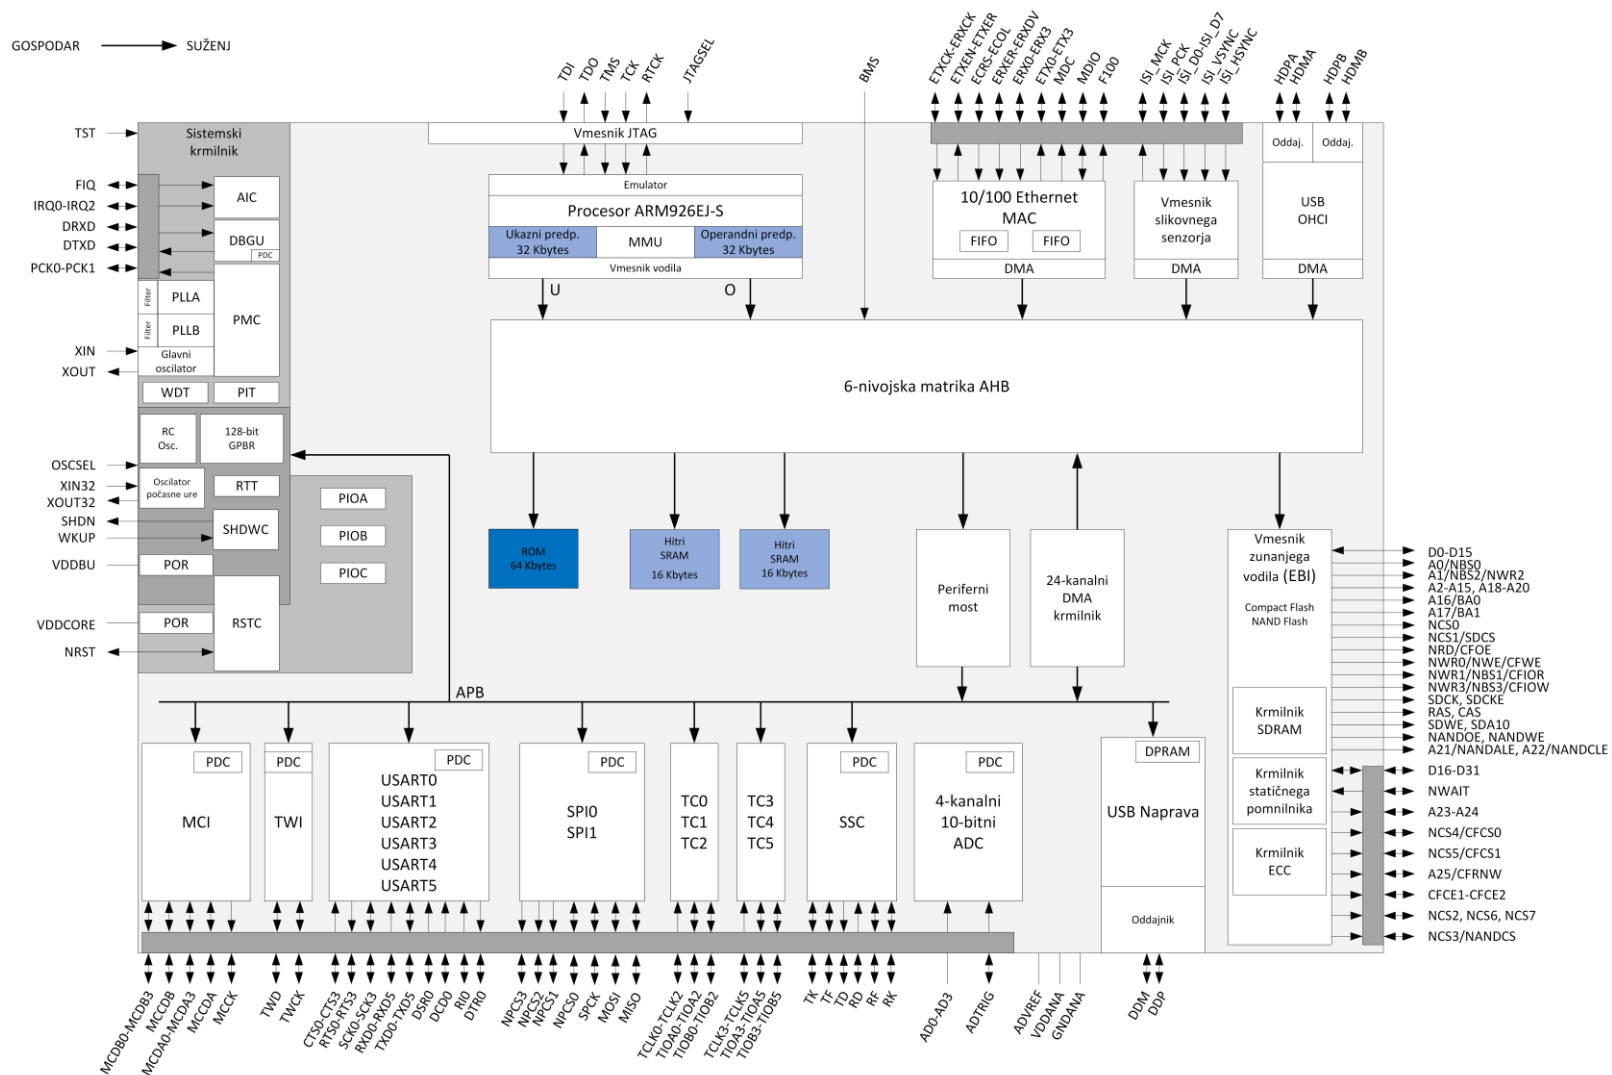 GOSPODAR
SUŽENJ
TDI
TDO
TMS
TCK
RTCK
JTAGSEL
BMS
ETXCK-ERXCK
ETXEN-ETXER
ECRS-ECOL
ERXER-ERXDV
ERX0-ERX3
ETX0-ETX3
MDC
MDIO
F100
ISI_MCK
ISI_PCK
ISI_D0-ISI_D7
ISI_VSYNC
ISI_HSYNC
HDPA
HDMA
HDPB
HDMB
TST
FIQ
IRQ0-IRQ2
DRXD
DTXD
PCK0-PCK1
XIN
XOUT
OSCSEL
XIN32
XOUT32
SHDN
WKUP
VDDBU
VDDCORE
NRST
Sistemski
krmilnik
AIC
DBGU
PDC
Filter
PLLA
Filter
PLLB
PMC
Glavni
oscilator
WDT
PIT
RC
Osc.
128-bit
GPBR
Oscilator
počasne ure
RTT
SHDWC
POR
POR
RSTC
PIOA
PIOB
PIOC
Vmesnik JTAG
Emulator
Procesor ARM926EJ-S
Ukazni predp.
32 Kbytes
MMU
Operandni predp.
32 Kbytes
Vmesnik vodila
U
O
10/100 Ethernet
MAC
FIFO
FIFO
DMA
Vmesnik
slikovnega
senzorja
DMA
Oddaj.
Oddaj.
USB
OHCI
DMA
6-nivojska matrika AHB
ROM
64 Kbytes
Hitri
SRAM
16 Kbytes
Hitri
SRAM
16 Kbytes
Periferni
most
24-kanalni
DMA
krmilnik
Vmesnik
zunanjega
vodila (EBI)
Compact Flash
NAND Flash
Krmilnik
SDRAM
Krmilnik
statičnega
pomnilnika
Krmilnik
ECC
D0-D15
A0/NBS0
A1/NBS2/NWR2
A2-A15, A18-A20
A16/BA0
A17/BA1
NCS0
NCS1/SDCS
NRD/CFOE
NWR0/NWE/CFWE
NWR1/NBS1/CFIOR
NWR3/NBS3/CFIOW
SDCK, SDCKE
RAS, CAS
SDWE, SDA10
NANDOE, NANDWE
A21/NANDALE, A22/NANDCLE
D16-D31
NWAIT
A23-A24
NCS4/CFCS0
NCS5/CFCS1
A25/CFRNW
CFCE1-CFCE2
NCS2, NCS6, NCS7
NCS3/NANDCS
APB
PDC
MCI
PDC
TWI
PDC
USART0
USART1
USART2
USART3
USART4
USART5
PDC
SPI0
SPI1
TC0
TC1
TC2
TC3
TC4
TC5
PDC
SSC
PDC
4-kanalni
10-bitni
ADC
DPRAM
USB Naprava
Oddajnik
MCDB0-MCDB3
MCCDB
MCDA0-MCDA3
MCCDA
MCCK
TWD
TWCK
CTS0-CTS3
RTS0-RTS3
SCK0-SCK3
RXD0-RXD5
TXD0-TXD5
DSR0
DCD0
RI0
DTR0
NPCS3
NPCS2
NPCS1
NPCS0
SPCK
MOSI
MISO
TCLK0-TCLK2
TIOA0-TIOA2
TIOB0-TIOB2
TCLK3-TCLK5
TIOA3-TIOA5
TIOB3-TIOB5
TK
TF
TD
RD
RF
RK
AD0-AD3
ADTRIG
ADVREF
VDDANA
GNDANA
DDM
DDP